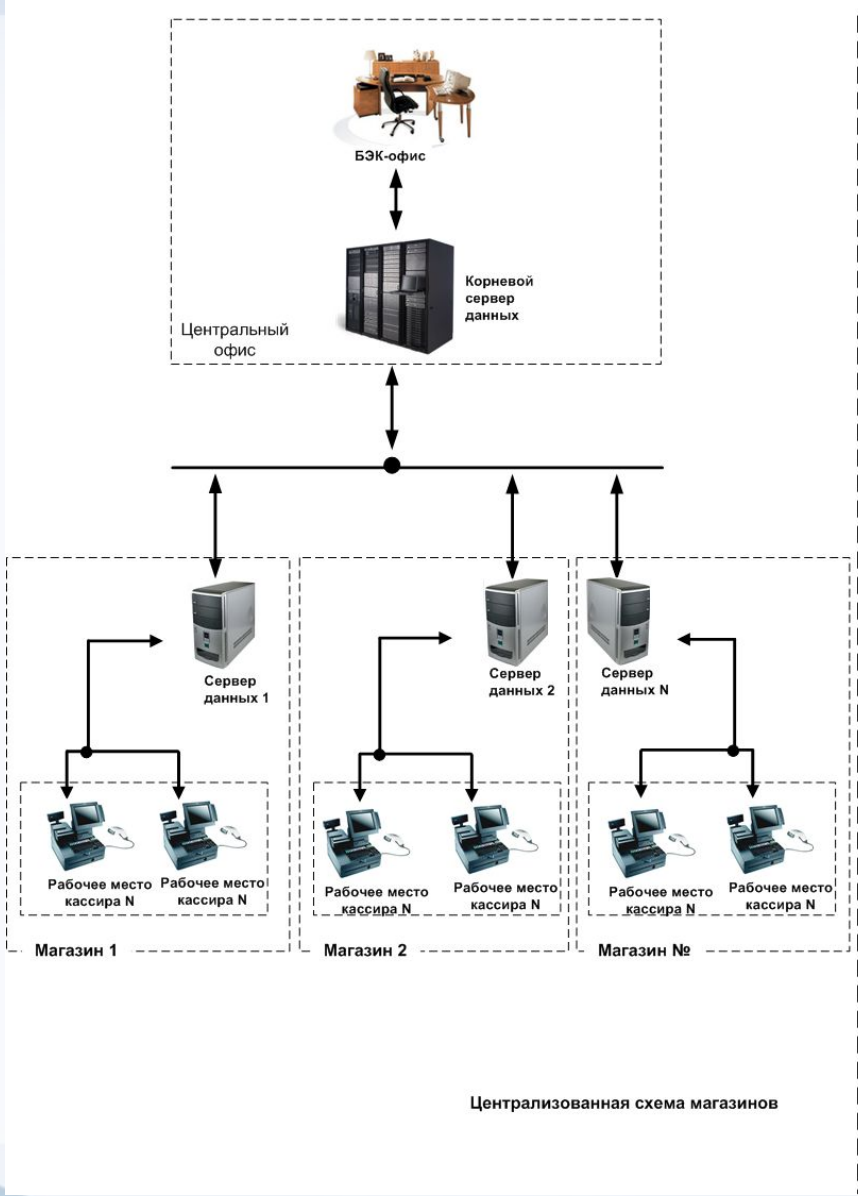 БЭК-офис
Корневой
сервер
данных
Центральный
офис
Сервер
данных 1
Сервер
данных 2
Сервер
данных N
Рабочее место
кассира N
Рабочее место
кассира N
Рабочее место
кассира N
Рабочее место
кассира N
Рабочее место
кассира N
Рабочее место
кассира N
Магазин 1
Магазин 2
Магазин №
Централизованная схема магазинов